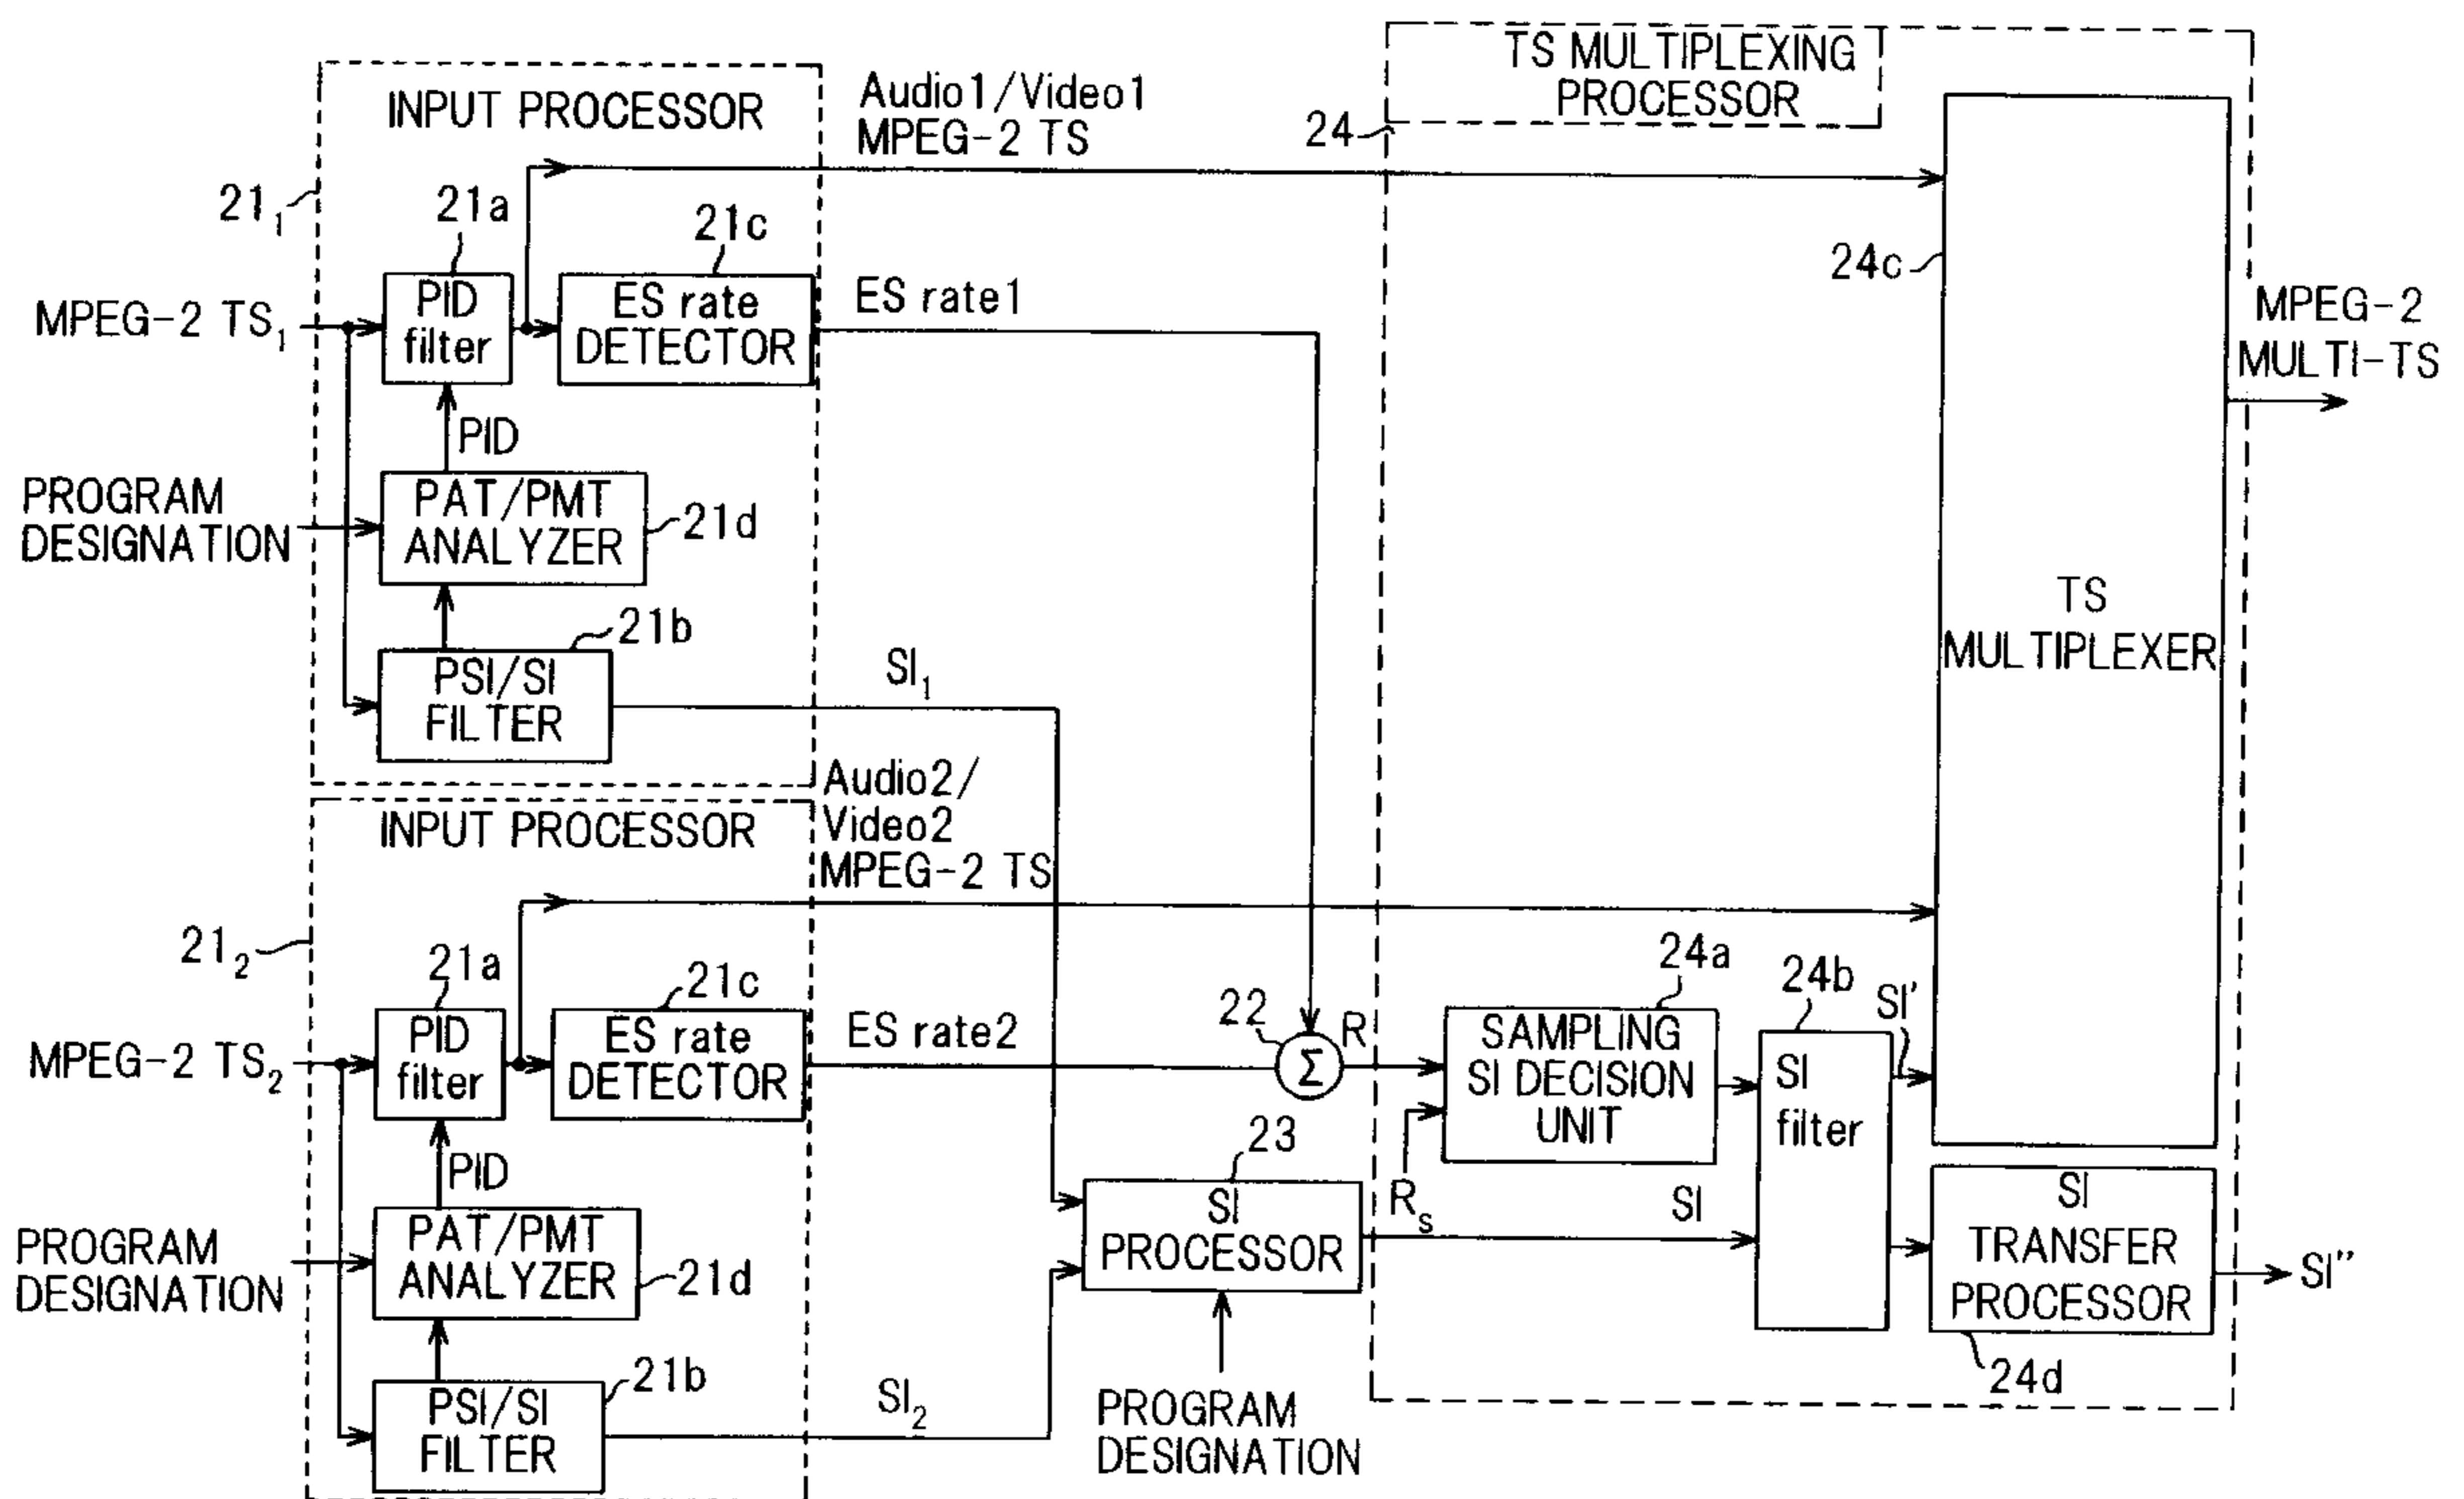 TS MULTIPLEXING
PROCESSOR
24
INPUT PROCESSOR
Audio1/Video1
MPEG-2 TS
21₁
21a
21c
24c
MPEG-2 TS₁
PID
filter
ES rate
DETECTOR
ES rate1
MPEG-2
MULTI-TS
PID
PROGRAM
DESIGNATION
PAT/PMT
ANALYZER
21d
TS
MULTIPLEXER
21b
PSI/SI
FILTER
SI₁
Audio2/
Video2
MPEG-2 TS
INPUT PROCESSOR
21₂
21a
21c
22
R
24a
24b
SI'
MPEG-2 TS₂
PID
filter
ES rate
DETECTOR
ES rate2
Σ
SAMPLING
SI DECISION
UNIT
SI
filter
PID
23
Rₛ
SI
PROGRAM
DESIGNATION
PAT/PMT
ANALYZER
21d
SI
PROCESSOR
SI
TRANSFER
PROCESSOR
SI''
24d
21b
PSI/SI
FILTER
SI₂
PROGRAM
DESIGNATION